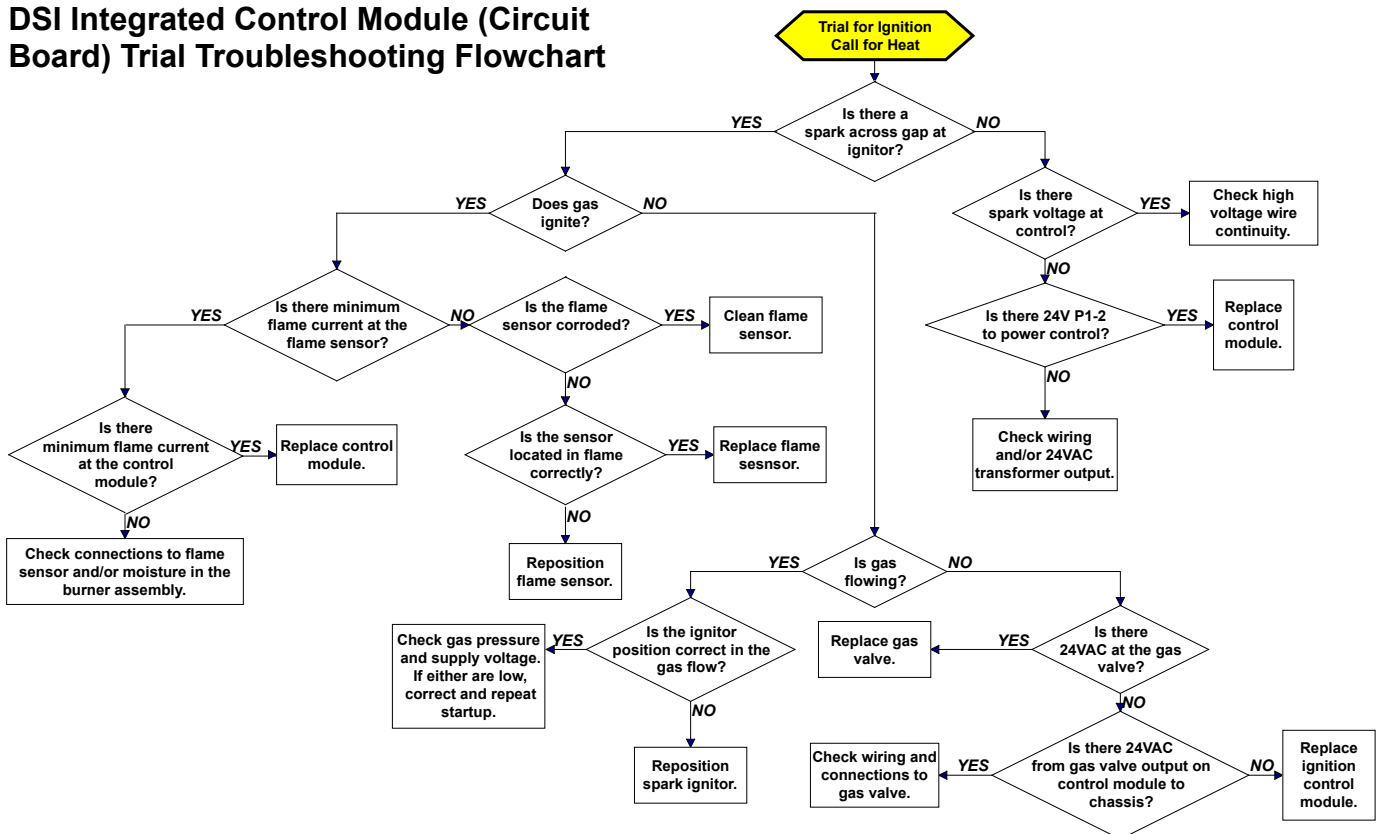 DSI Integrated Control Module (Circuit
Board) Trial Troubleshooting Flowchart
Trial for Ignition
Call for Heat
Is there a
spark across gap at
ignitor?
YES
NO
Does gas
ignite?
YES
NO
Is there
spark voltage at
control?
YES
Check high
voltage wire
continuity.
NO
Is there minimum
flame current at the
flame sensor?
YES
NO
Is the flame
sensor corroded?
YES
Clean flame
sensor.
NO
Is there 24V P1-2
to power control?
YES
Replace
control
module.
NO
Check wiring
and/or 24VAC
transformer output.
Is there
minimum flame current
at the control
module?
YES
Replace control
module.
NO
Check connections to flame
sensor and/or moisture in the
burner assembly.
Is the sensor
located in flame
correctly?
YES
Replace flame
sesnsor.
NO
Reposition
flame sensor.
Is gas
flowing?
YES
NO
Is the ignitor
position correct in the
gas flow?
YES
Check gas pressure
and supply voltage.
If either are low,
correct and repeat
startup.
NO
Reposition
spark ignitor.
Is there
24VAC at the gas
valve?
YES
Replace gas
valve.
NO
Is there 24VAC
from gas valve output on
control module to
chassis?
YES
Check wiring and
connections to
gas valve.
NO
Replace
ignition
control
module.